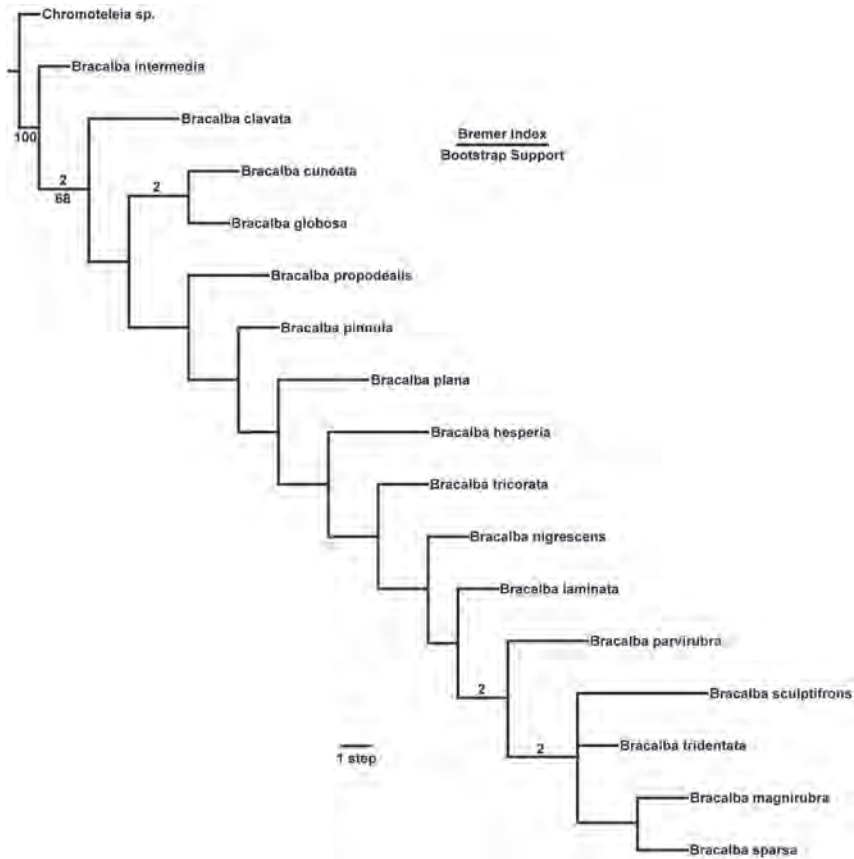 Chromoteleia sp.
Bracalba intermedia
100
Bracalba clavata
Bremer Index
Bootstrap Support
2
68
2
Bracalba cuneata
Bracalba globosa
Bracalba propodealis
Bracalba pinnula
Bracalba plana
Bracalba hesperia
Bracalba tricorata
Bracalba nigrescens
Bracalba laminata
Bracalba parvirubra
2
Bracalba sculptifrons
1 step
2
Bracalba tridentata
Bracalba magnirubra
Bracalba sparsa